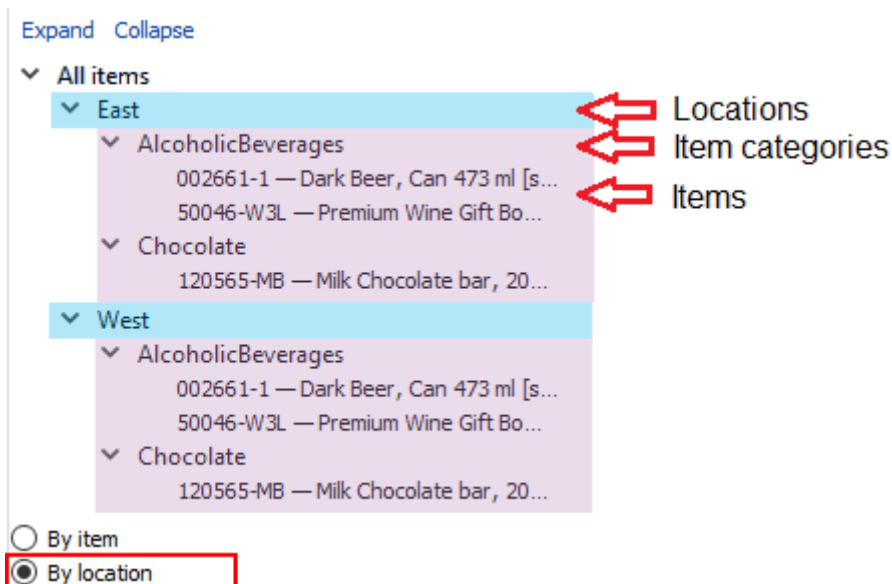 Expand Collapse
All items
East
Locations
AlcoholicBeverages
Item categories
002661-1 — Dark Beer, Can 473 ml [s...
Items
50046-W3L — Premium Wine Gift Bo...
Chocolate
120565-MB — Milk Chocolate bar, 20...
West
AlcoholicBeverages
002661-1 — Dark Beer, Can 473 ml [s...
50046-W3L — Premium Wine Gift Bo...
Chocolate
120565-MB — Milk Chocolate bar, 20...
By item
By location